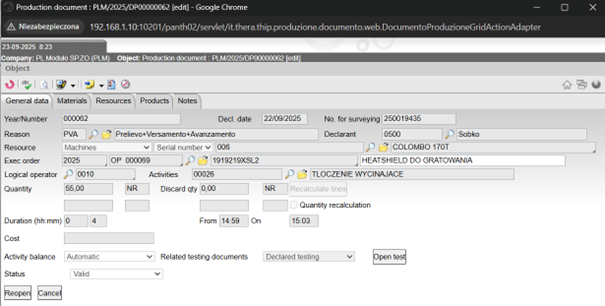 Production document : PLM/2025/DP00000062 [edit] - Google Chrome
Niezabezpieczona 192.168.1.10:10201/panth02/servlet/it.thera.thip.produzione.documento.web.DocumentoProduzioneGridActionAdapter
23-09-2025 8:23
Company: PL Modulo SP.ZO (PLM) Object: Production document : PLM/2025/DP00000062 [edit]
Object
General data Materials Resources Products Notes
Year/Number 000062 Decl. date 22/09/2025 No. for surveying 250019435
Reason PVA Prelievo+Versamento+Avanzamento Declarant 0500 Sobko
Resource Machines Serial number 006 COLOMBO 170T
Exec order 2025 OP 000069 1919219XSL2 HEATSHIELD DO GRATOWANIA
Logical operator 0010 Activities 00026 TLOCZENIE WYCINAJACE
Quantity 55,00 NR Discard qty 0,00 NR Recalculate lines
Quantity recalculation
Duration (hh:mm) 0 4 From 14:59 On 15:03
Cost
Activity balance Automatic Related testing documents Declared testing Open test
Status Valid
Reopen Cancel